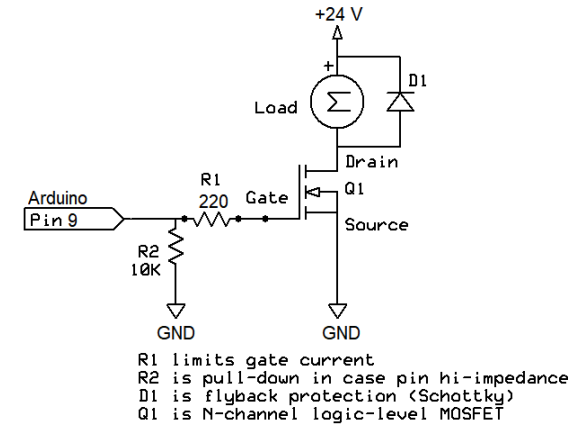 +24 V
+
D1
Load
Σ
Drain
R1
220
Gate
Q1
Arduino
Pin 9
Source
R2
10K
GND
GND
R1 limits gate current
R2 is pull-down in case pin hi-impedance
D1 is flyback protection (Schottky)
Q1 is N-channel logic-level MOSFET